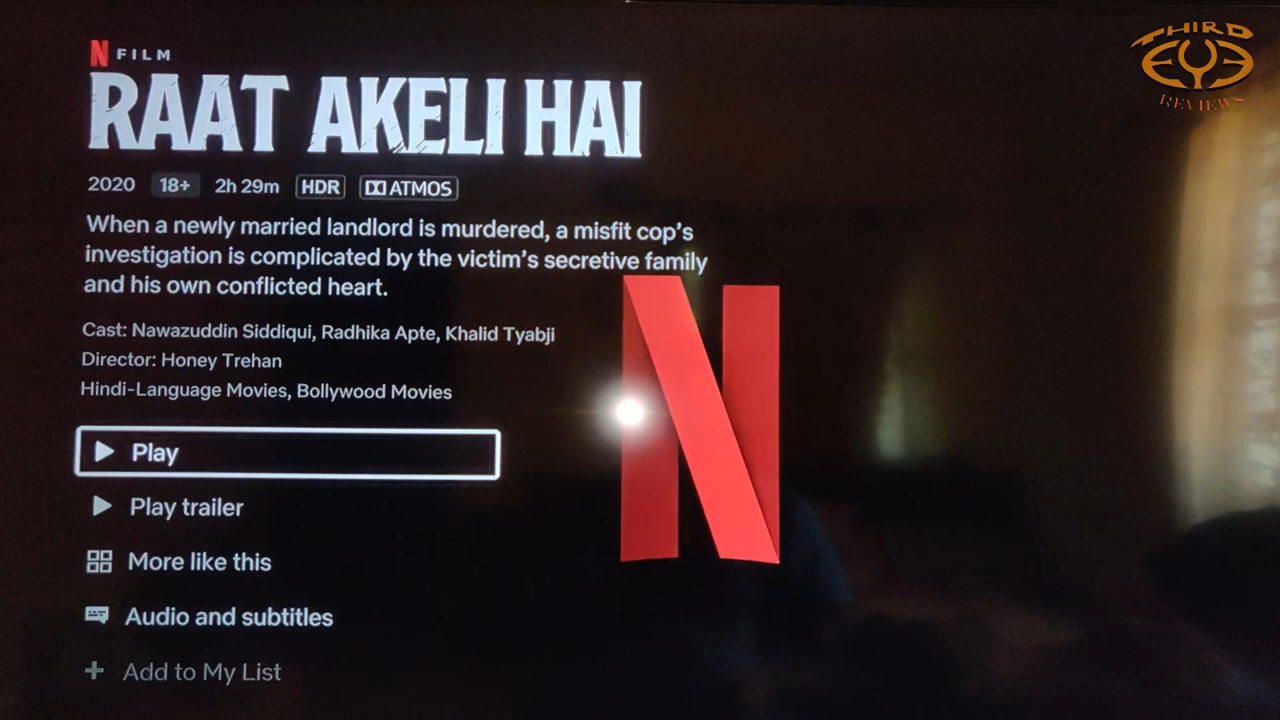 N FILM
RAAT AKELI HAI
2020 18+ 2h 29m HDR ATMOS
When a newly married landlord is murdered, a misfit cop's
investigation is complicated by the victim's secretive family
and his own conflicted heart.
Cast: Nawazuddin Siddiqui, Radhika Apte, Khalid Tyabji
Director: Honey Trehan
Hindi-Language Movies, Bollywood Movies
Play
Play trailer
More like this
Audio and subtitles
+ Add to My List
N
THIRD
EYE
REVIEWS